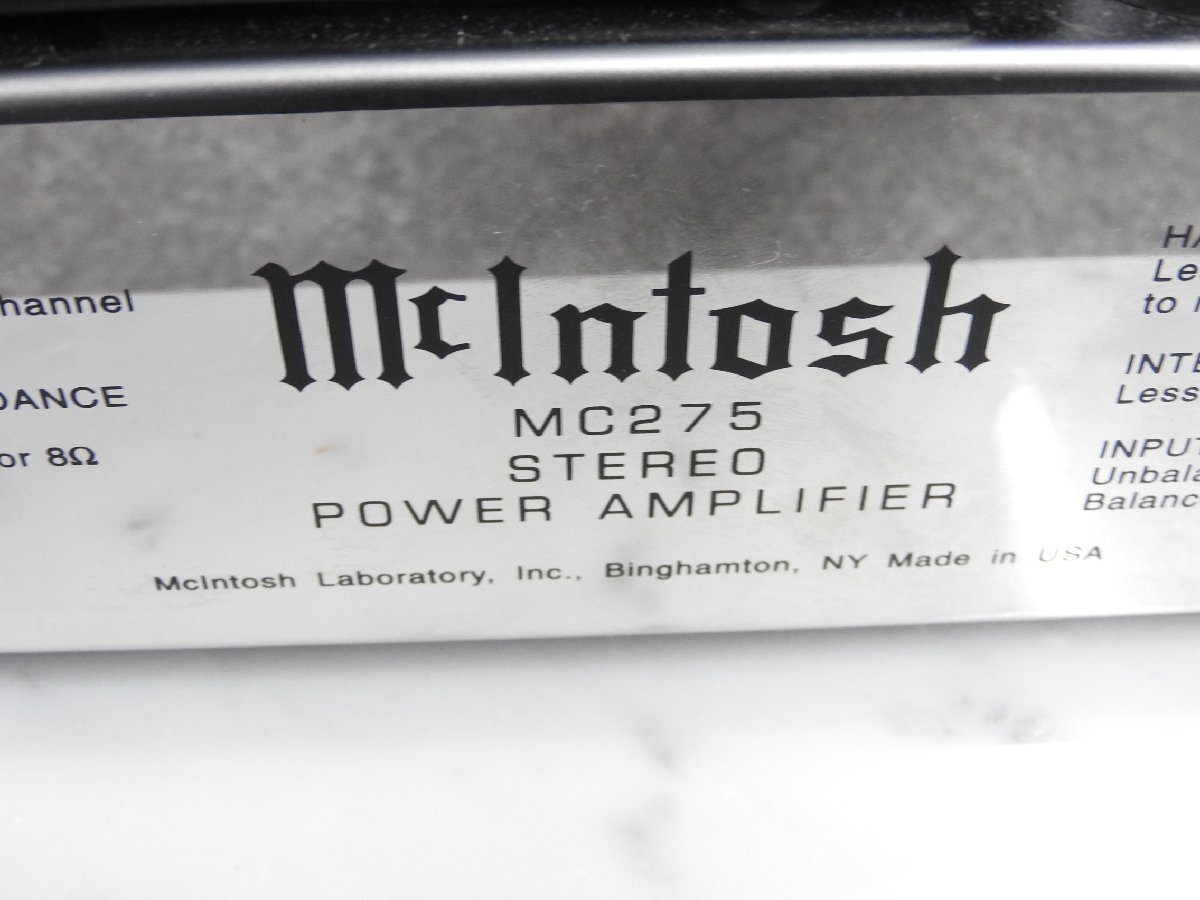 hannel
DANCE
or 8Ω
McIntosh
MC275
STEREO
POWER AMPLIFIER
McIntosh Laboratory, Inc., Binghamton, NY Made in USA
HA
Le
to
INTE
Less
INPUT
Unbala
Balanc